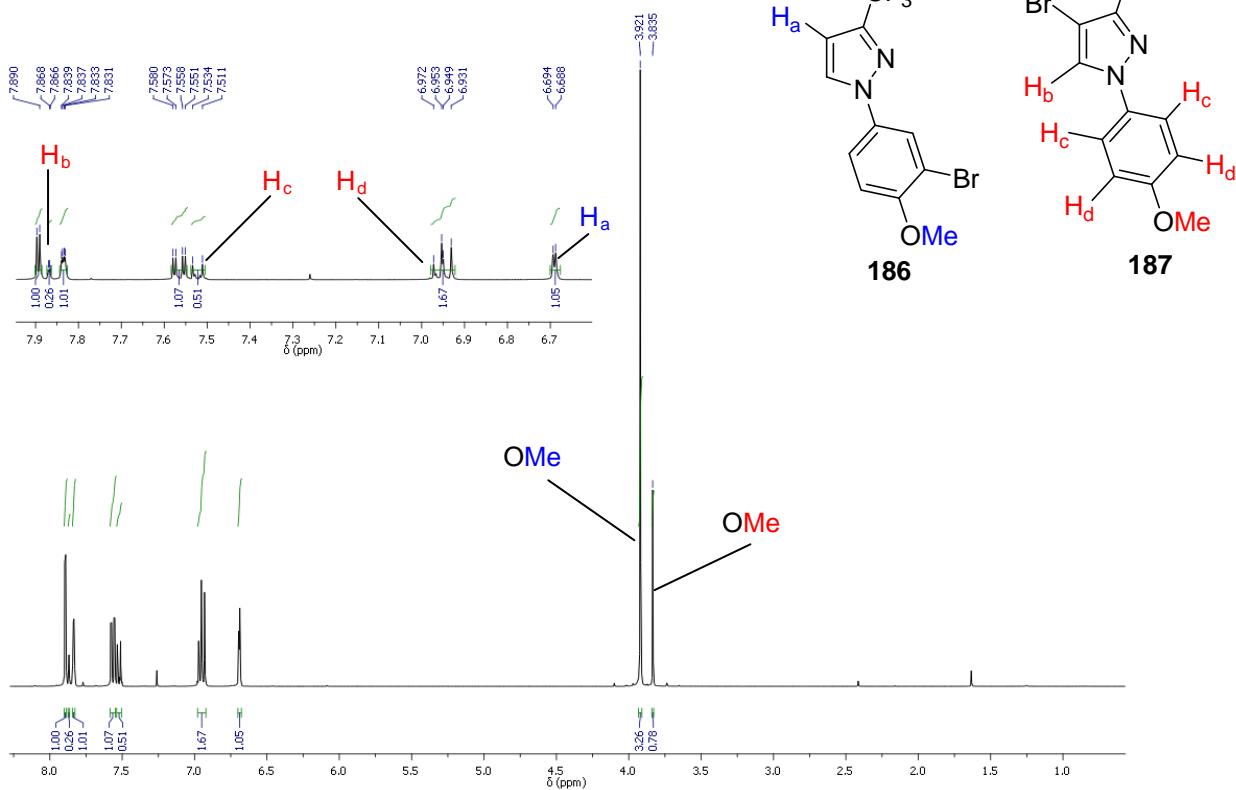 7.890
7.868
7.866
7.839
7.837
7.833
7.831
7.580
7.573
7.558
7.551
7.534
7.511
6.972
6.953
6.949
6.931
6.694
6.688
3.921
3.835
Hb
Hc
Hd
Ha
1.00
0.26
1.01
1.07
0.51
1.67
1.05
7.9 7.8 7.7 7.6 7.5 7.4 7.3 7.2 7.1 7.0 6.9 6.8 6.7
δ (ppm)
Ha
N
N
Br
OMe
186
Br
N
N
Hb
Hc
Hc
Hd
Hd
OMe
187
OMe
OMe
1.00
0.26
1.01
1.07
0.51
1.67
1.05
3.26
0.78
8.0 7.5 7.0 6.5 6.0 5.5 5.0 4.5 4.0 3.5 3.0 2.5 2.0 1.5 1.0
δ (ppm)